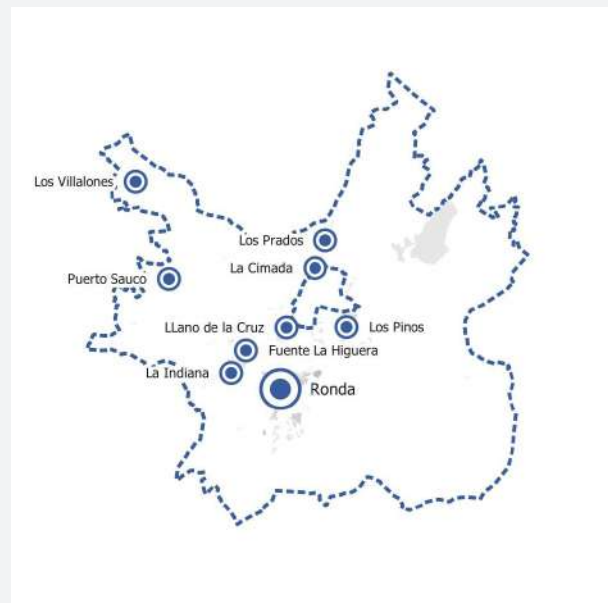 Los Villalones
Los Prados
La Cimada
Puerto Sauco
LLano de la Cruz
Los Pinos
Fuente La Higuera
La Indiana
Ronda